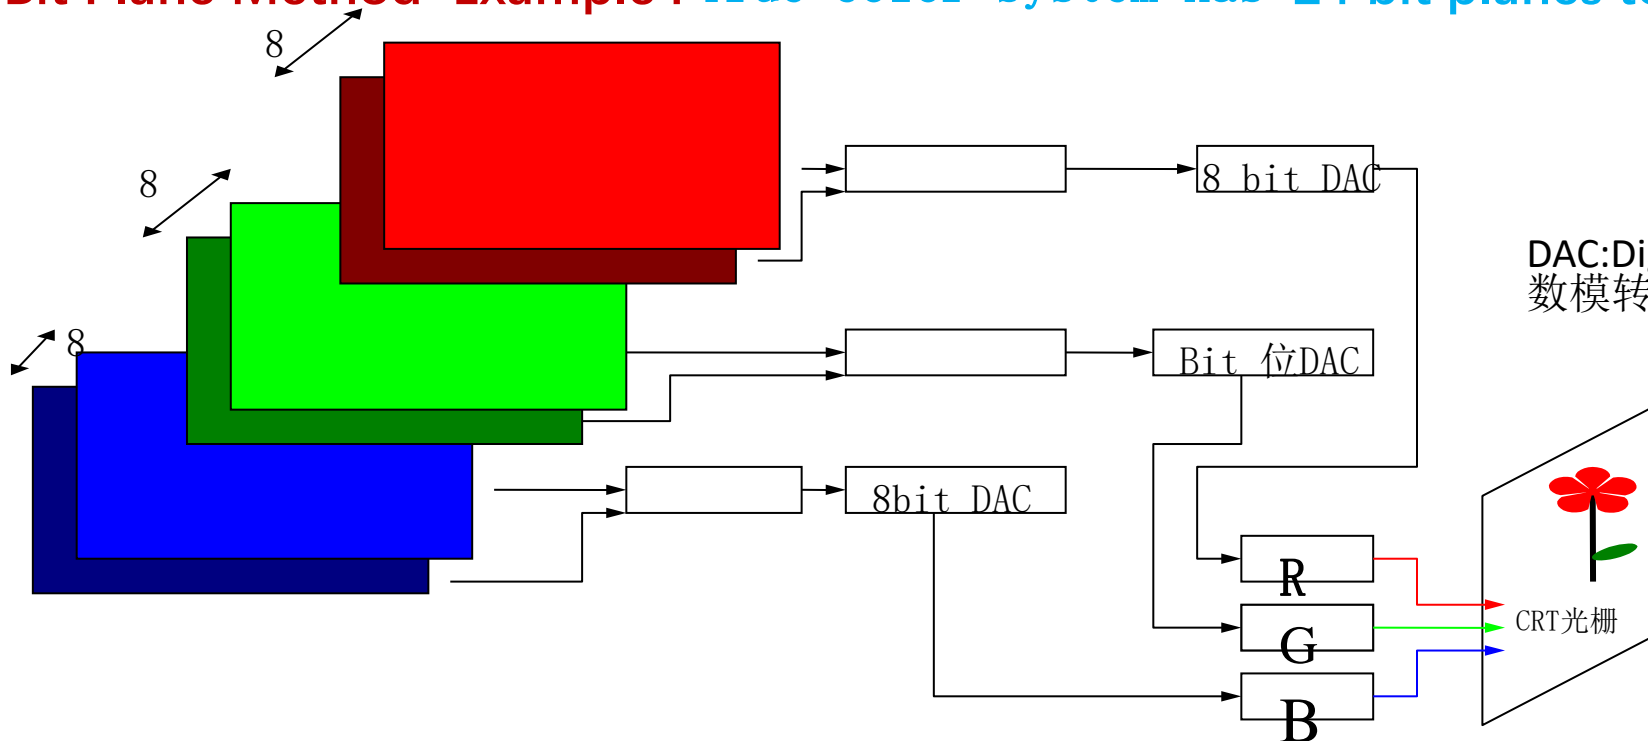 8
8
8
8 bit DAC
Bit 位DAC
8bit DAC
R
G
B
CRT光栅
DAC:Di
数模转